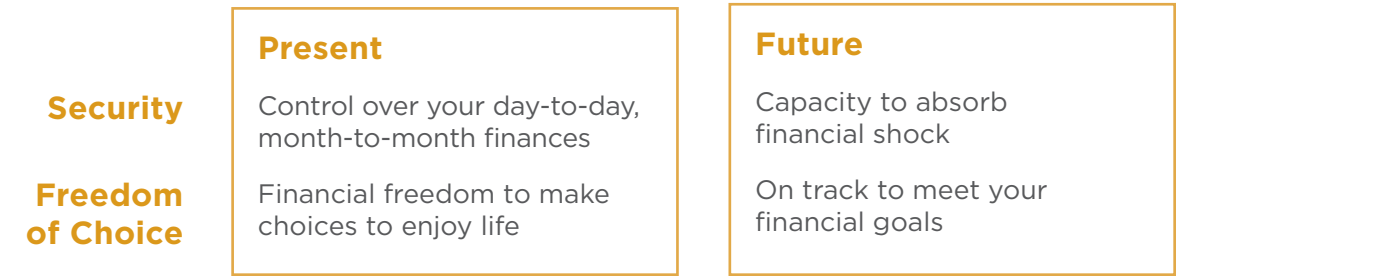 Present
Future
Security
Control over your day-to-day,
month-to-month finances
Capacity to absorb
financial shock
Freedom
of Choice
Financial freedom to make
choices to enjoy life
On track to meet your
financial goals